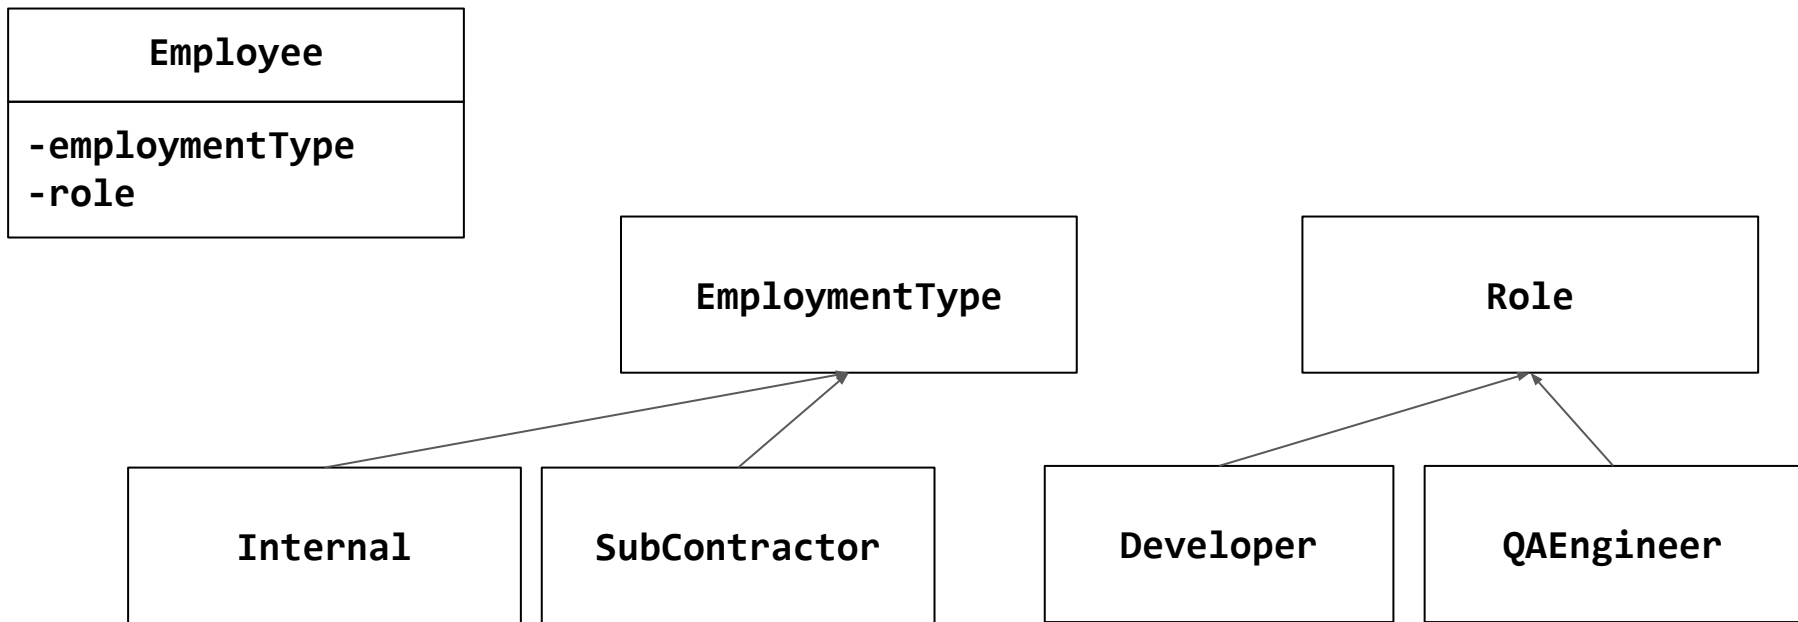 Employee
-employmentType
-role
EmploymentType
Role
Internal
SubContractor
Developer
QAEngineer